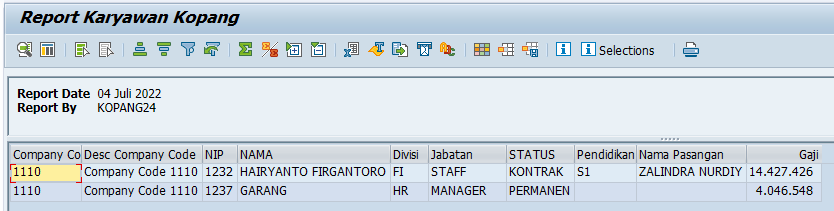 Report Karyawan Kopang
Selections
Report Date 04 Juli 2022
Report By KOPANG24
Company Co Desc Company Code NIP NAMA Divisi Jabatan STATUS Pendidikan Nama Pasangan Gaji
1110 Company Code 1110 1232 HAIRYANTO FIRGANTORO FI STAFF KONTRAK S1 ZALINDRA NURDIY 14.427.426
1110 Company Code 1110 1237 GARANG HR MANAGER PERMANEN 4.046.548